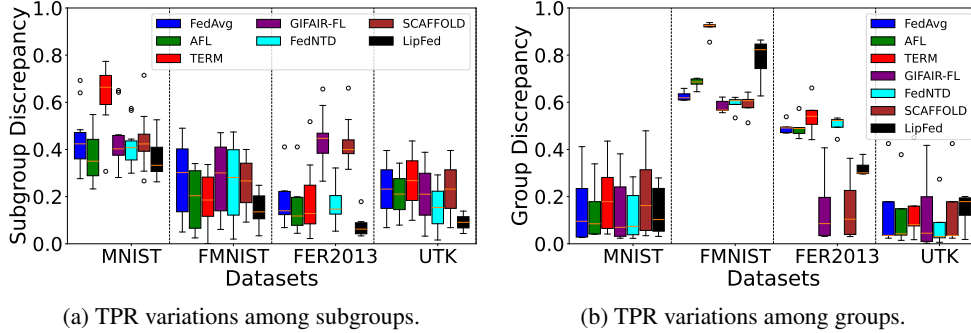 1.0
0.8
0.6
0.4
0.2
0.0
Subgroup Discrepancy
FedAvg
AFL
TERM
GIFAIR-FL
FedNTD
SCAFFOLD
LipFed
MNIST FMNIST FER2013 UTK
Datasets
(a) TPR variations among subgroups.
1.0
0.8
0.6
0.4
0.2
0.0
Group Discrepancy
FedAvg
AFL
TERM
GIFAIR-FL
FedNTD
SCAFFOLD
LipFed
MNIST FMNIST FER2013 UTK
Datasets
(b) TPR variations among groups.